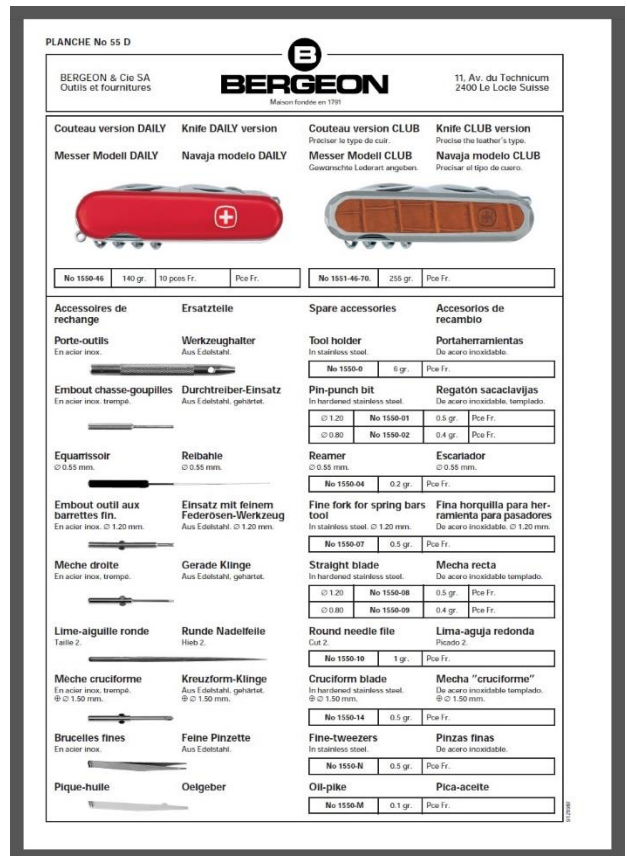 PLANCHE No 55 D
B
BERGEON & Cie SA
Outils et fournitures
BERGEON
Maison fondée en 1791
11, Av. du Technicum
2400 Le Locle Suisse
Couteau version DAILY Knife DAILY version Couteau version CLUB Knife CLUB version
Préciser le type de cuir. Precise the leather's type.
Messer Modell DAILY Navaja modelo DAILY Messer Modell CLUB Navaja modelo CLUB
Gewünschte Lederart angeben. Precisar el tipo de cuero.
No 1550-46 140 gr. 10 pces Fr. Pce Fr. No 1551-46-70. 255 gr. Pce Fr.
Accessoires de rechange Ersatzteile Spare accessories Accesorios de recambio
Porte-outils Werkzeughalter Tool holder Portaherramientas
En acier inox. Aus Edelstahl. In stainless steel. De acero inoxidable.
No 1550-0 6 gr. Pce Fr.
Embout chasse-goupilles Durchtreiber-Einsatz Pin-punch bit Regatón sacaclavijas
En acier inox. trempé. Aus Edelstahl, gehärtet. In hardened stainless steel. De acero inoxidable, templado.
∅ 1.20 No 1550-01 0.5 gr. Pce Fr.
∅ 0.80 No 1550-02 0.4 gr. Pce Fr.
Equarrissoir Reibahle Reamer Escariador
∅ 0.55 mm. ∅ 0.55 mm. ∅ 0.55 mm. ∅ 0.55 mm.
No 1550-04 0.2 gr. Pce Fr.
Embout outil aux barrettes fin. Einsatz mit feinem Federösen-Werkzeug Fine fork for spring bars tool Fina horquilla para herramienta para pasadores
En acier inox. ∅ 1.20 mm. Aus Edelstahl. ∅ 1.20 mm. In stainless steel. ∅ 1.20 mm. De acero inoxidable. ∅ 1.20 mm.
No 1550-07 0.5 gr. Pce Fr.
Mèche droite Gerade Klinge Straight blade Mecha recta
En acier inox, trempé. Aus Edelstahl, gehärtet. In hardened stainless steel. De acero inoxidable templado.
∅ 1.20 No 1550-08 0.5 gr. Pce Fr.
∅ 0.80 No 1550-09 0.4 gr. Pce Fr.
Lime-aiguille ronde Runde Nadelfeile Round needle file Lima-aguja redonda
Taille 2. Hieb 2. Cut 2. Picado 2.
No 1550-10 1 gr. Pce Fr.
Mèche cruciforme Kreuzform-Klinge Cruciform blade Mecha "cruciforme"
En acier inox, trempé. Aus Edelstahl, gehärtet. In hardened stainless steel. De acero inoxidable templado.
⊕ ∅ 1.50 mm. ⊕ ∅ 1.50 mm. ⊕ ∅ 1.50 mm. ⊕ ∅ 1.50 mm.
No 1550-14 0.5 gr. Pce Fr.
Brucelles fines Feine Pinzette Fine-tweezers Pinzas finas
En acier inox. Aus Edelstahl. In stainless steel. De acero inoxidable.
No 1550-N 0.5 gr. Pce Fr.
Pique-huile Oelgeber Oil-pike Pica-aceite
No 1550-M 0.1 gr. Pce Fr.